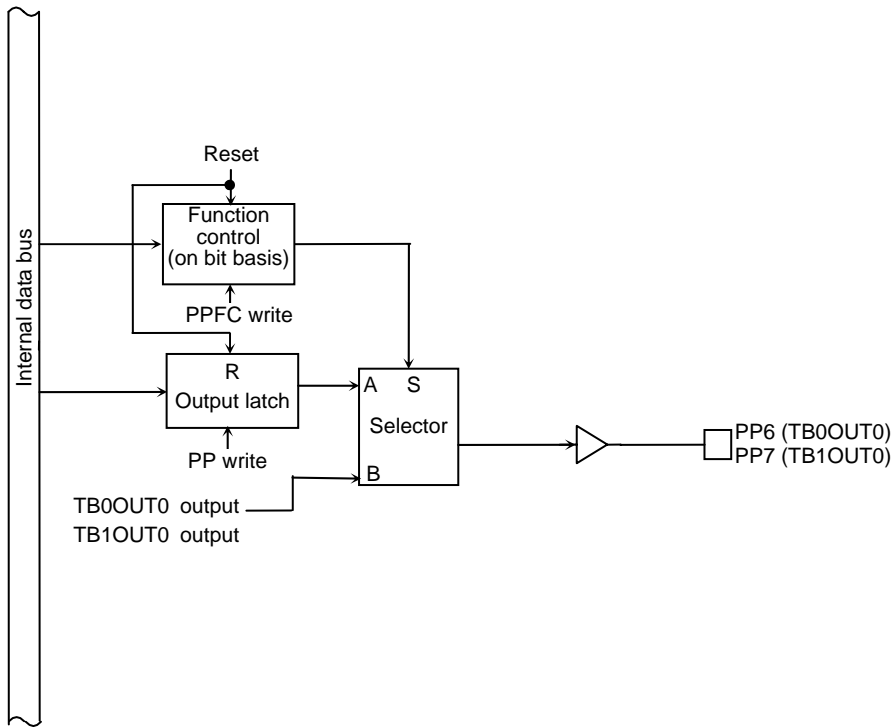 Internal data bus
Reset
Function
control
(on bit basis)
PPFC write
R
Output latch
PP write
A S
Selector
B
TB0OUT0 output
TB1OUT0 output
PP6 (TB0OUT0)
PP7 (TB1OUT0)